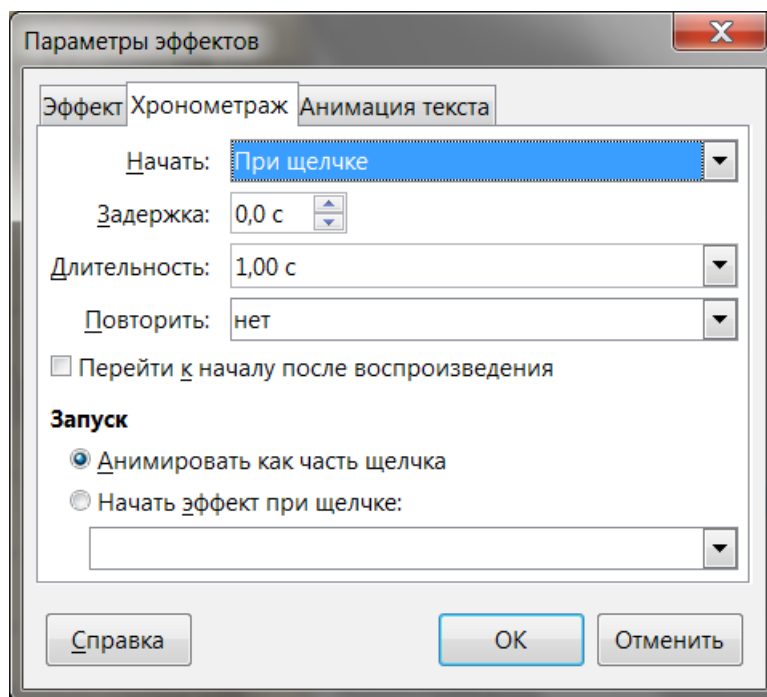 Параметры эффектов
Эффект Хронометраж Анимация текста
Начать: При щелчке
Задержка: 0,0 с
Длительность: 1,00 с
Повторить: нет
Перейти к началу после воспроизведения
Запуск
Анимировать как часть щелчка
Начать эффект при щелчке:
Справка ОК Отменить